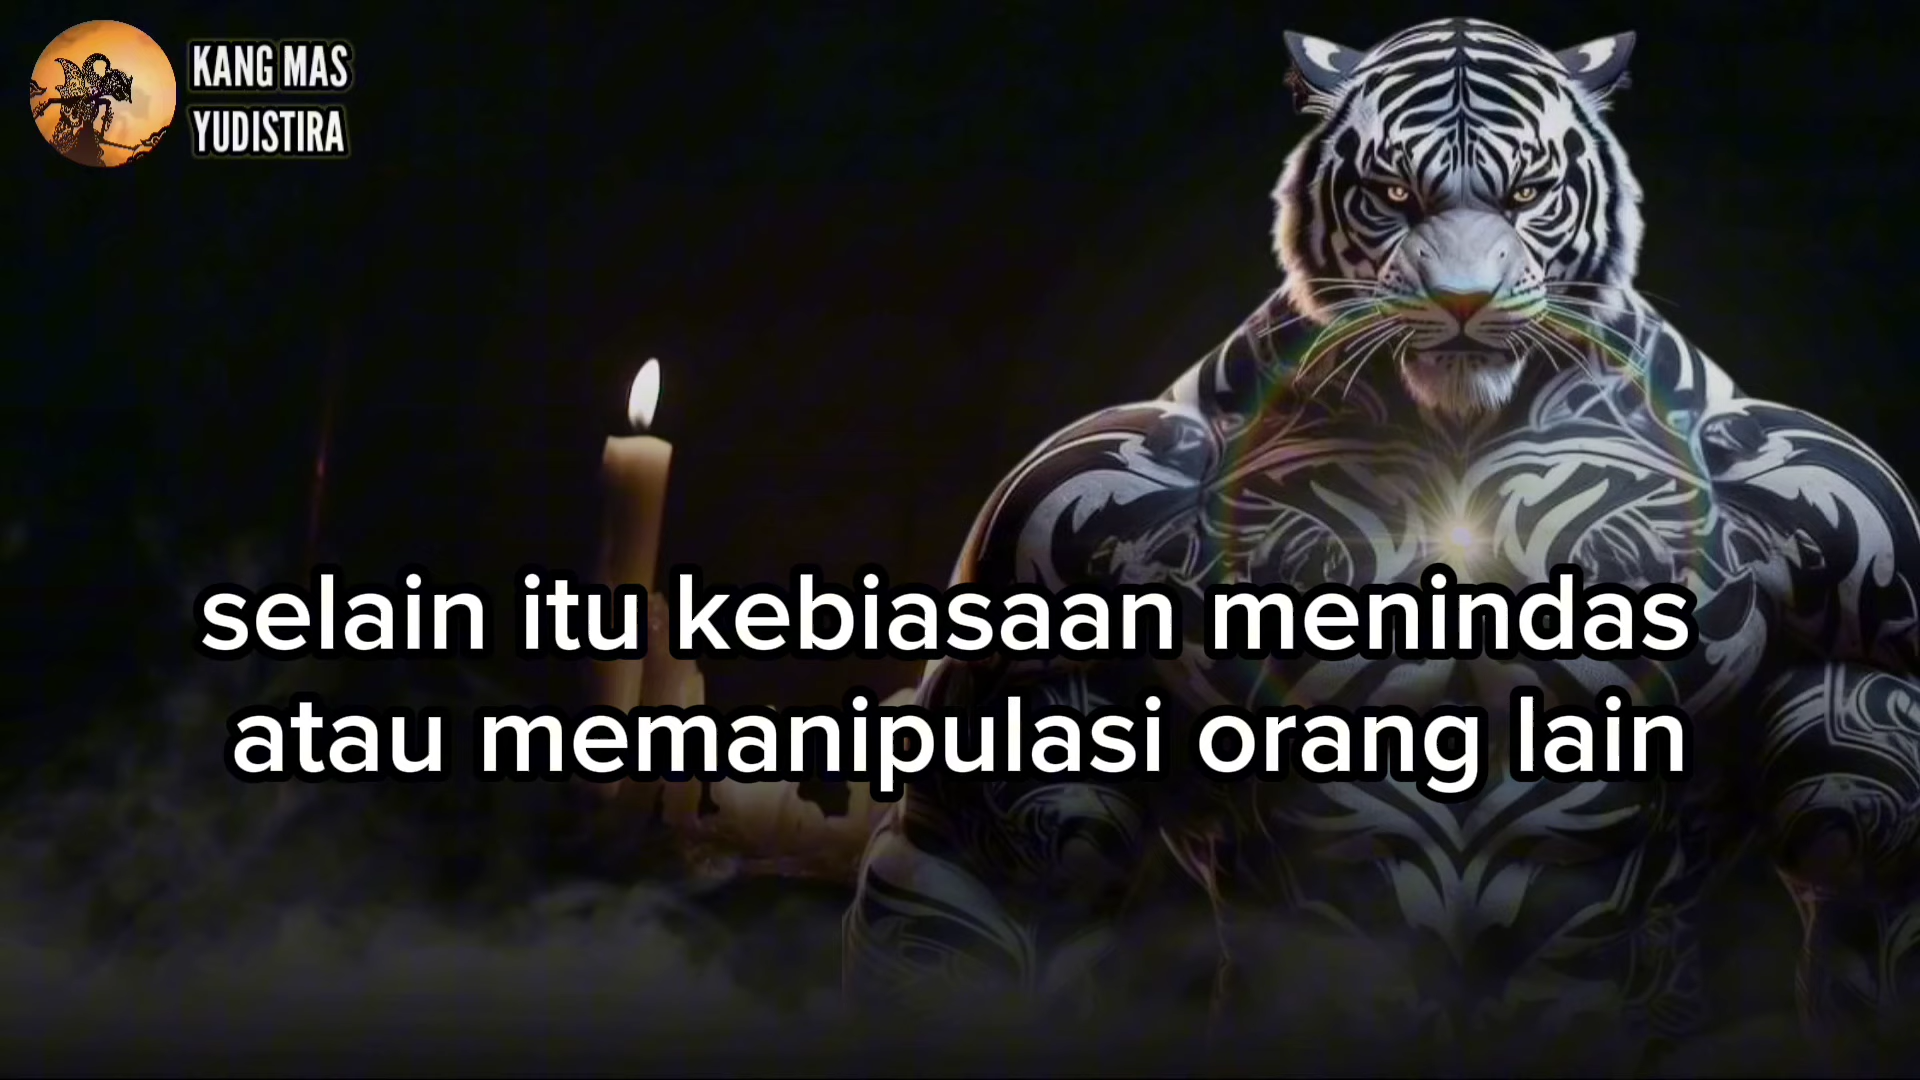 KANG MAS
YUDISTIRA
selain itu kebiasaan menindas
atau memanipulasi orang lain